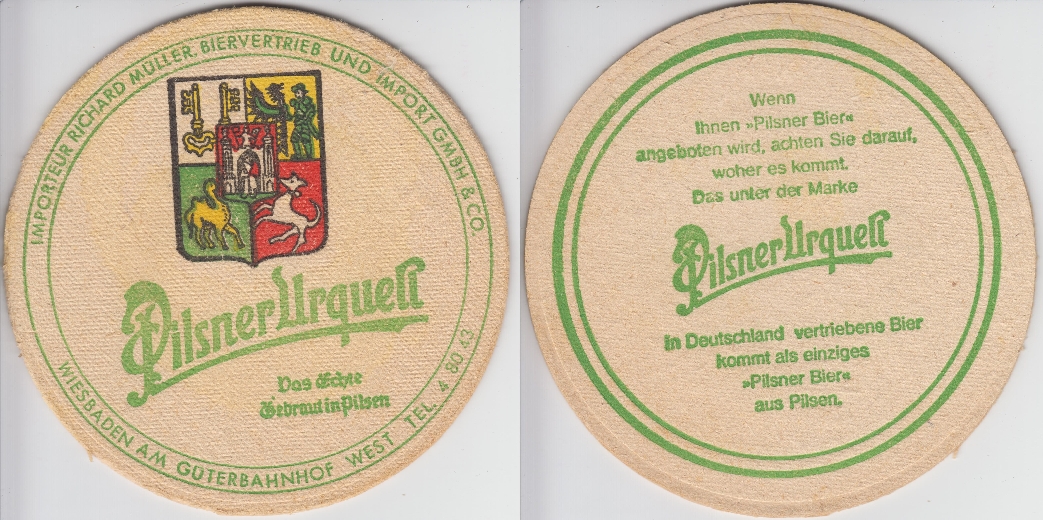 IMPORTEUR RICHARD MÜLLER BIERVERTRIEB UND IMPORT GMBH & CO.
Pilsner Urquell
Das Echte
Gebraut in Pilsen
WIESBADEN AM GÜTERBAHNHOF WEST TEL. 4 80 43
Wenn
Ihnen »Pilsner Bier«
angeboten wird, achten Sie darauf,
woher es kommt.
Das unter der Marke
Pilsner Urquell
in Deutschland vertriebene Bier
kommt als einziges
»Pilsner Bier«
aus Pilsen.